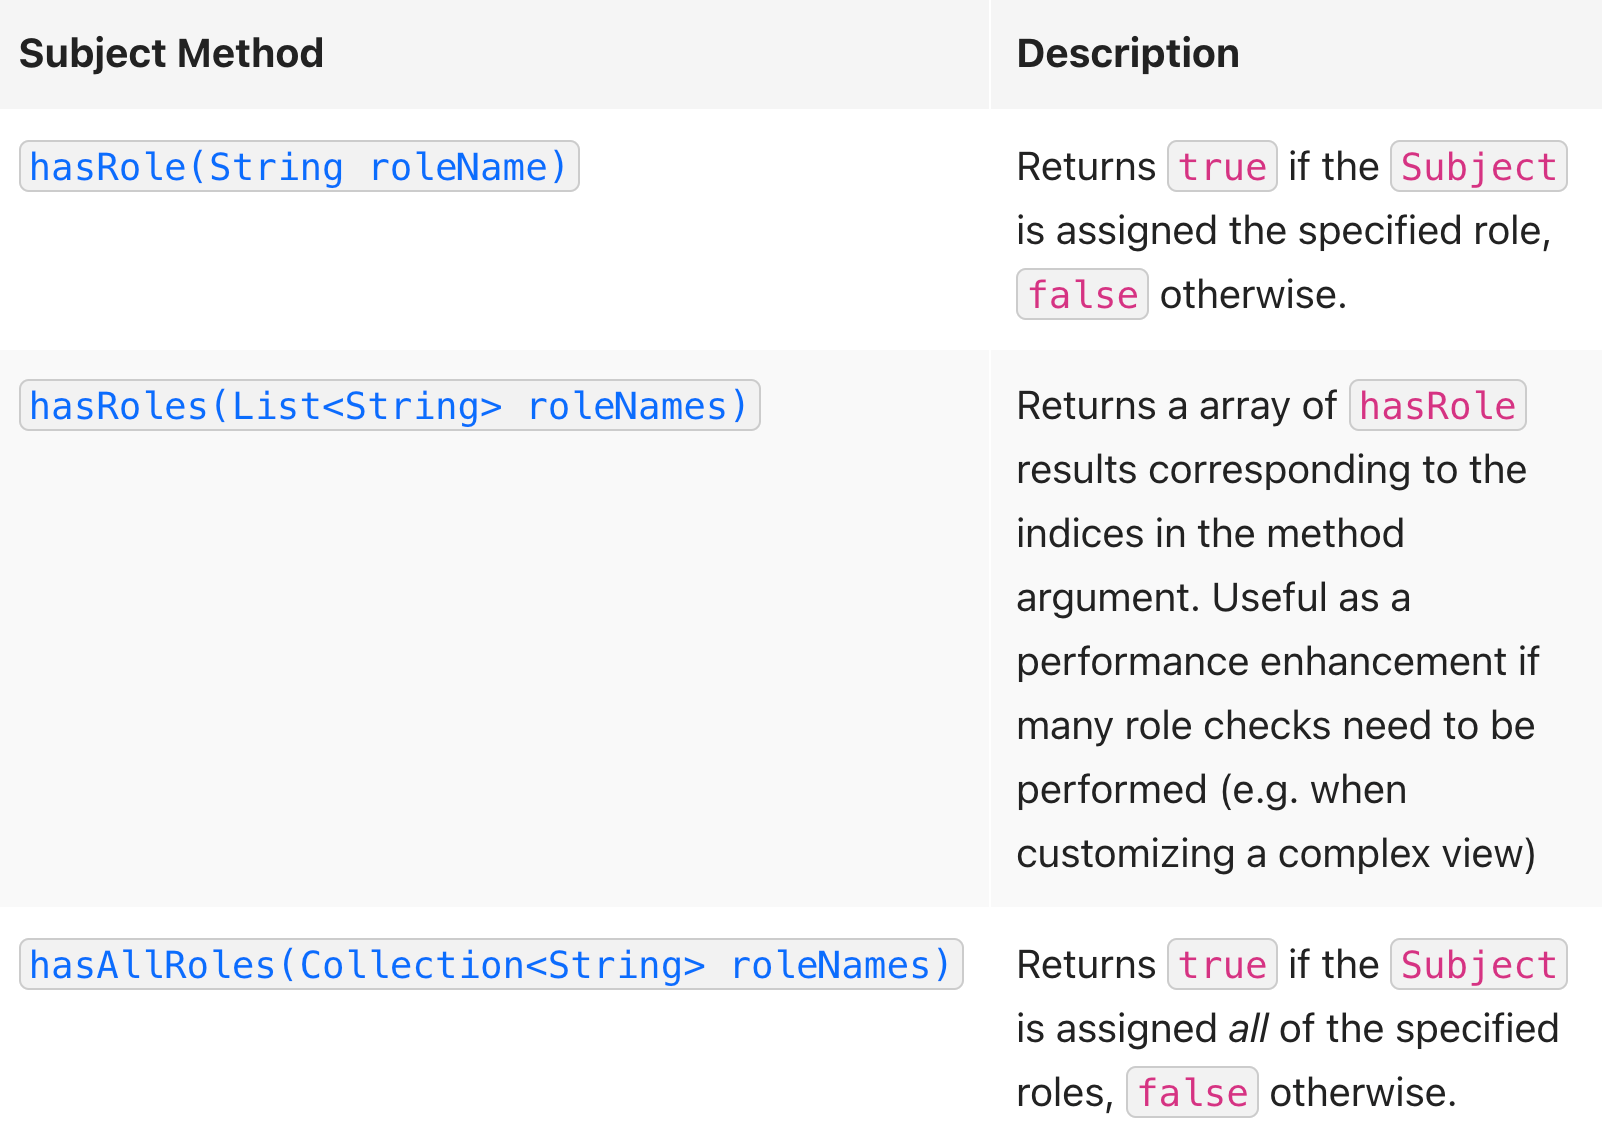 Subject Method
Description
hasRole(String roleName)
Returns true if the Subject
is assigned the specified role,
false otherwise.
hasRoles(List<String> roleNames)
Returns a array of hasRole
results corresponding to the
indices in the method
argument. Useful as a
performance enhancement if
many role checks need to be
performed (e.g. when
customizing a complex view)
hasAllRoles(Collection<String> roleNames)
Returns true if the Subject
is assigned all of the specified
roles, false otherwise.